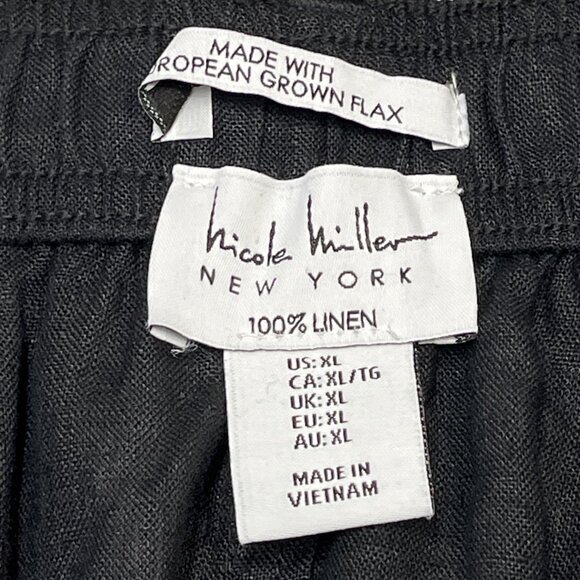 MADE WITH
ROPEAN GROWN FLAX
Nicole Miller
NEW YORK
100% LINEN
US: XL
CA: XL/TG
UK: XL
EU: XL
AU: XL
MADE IN
VIETNAM